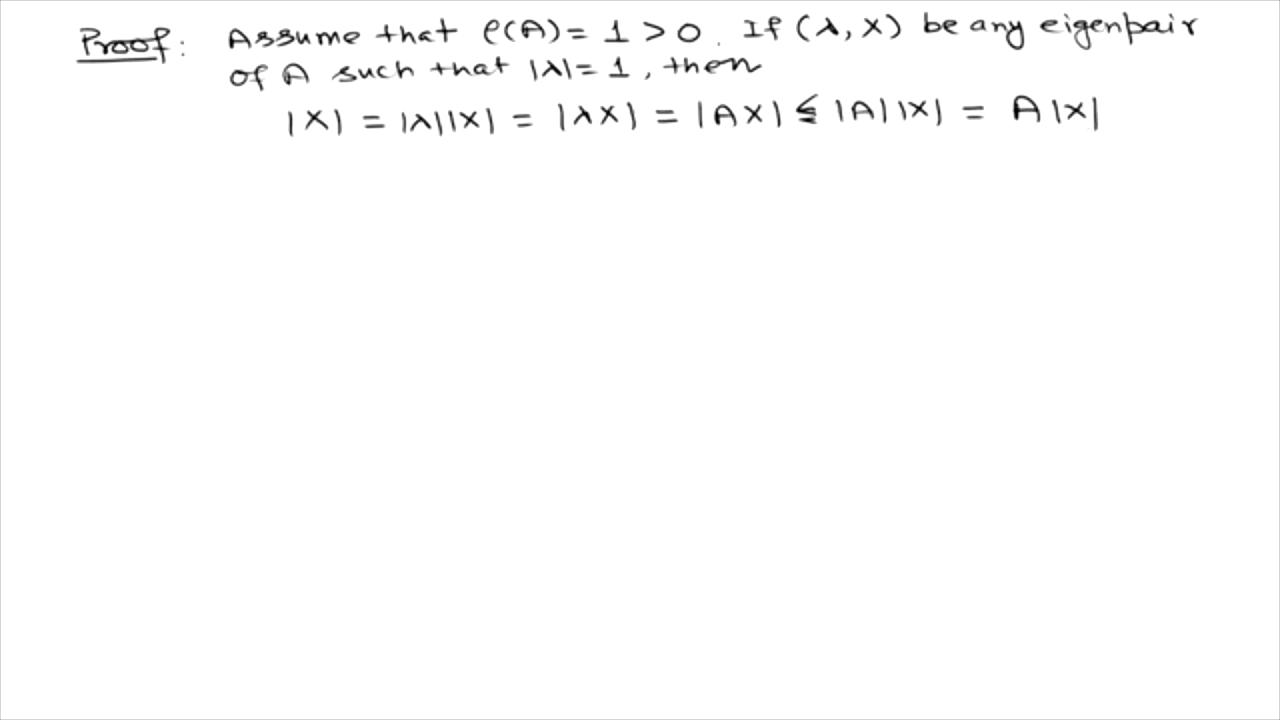 Proof: Assume that ρ(A) = 1 > 0. If (λ, X) be any eigenpair
of A such that |λ| = 1, then
|X| = |λ||X| = |λX| = |AX| ≤ |A||X| = A|X|